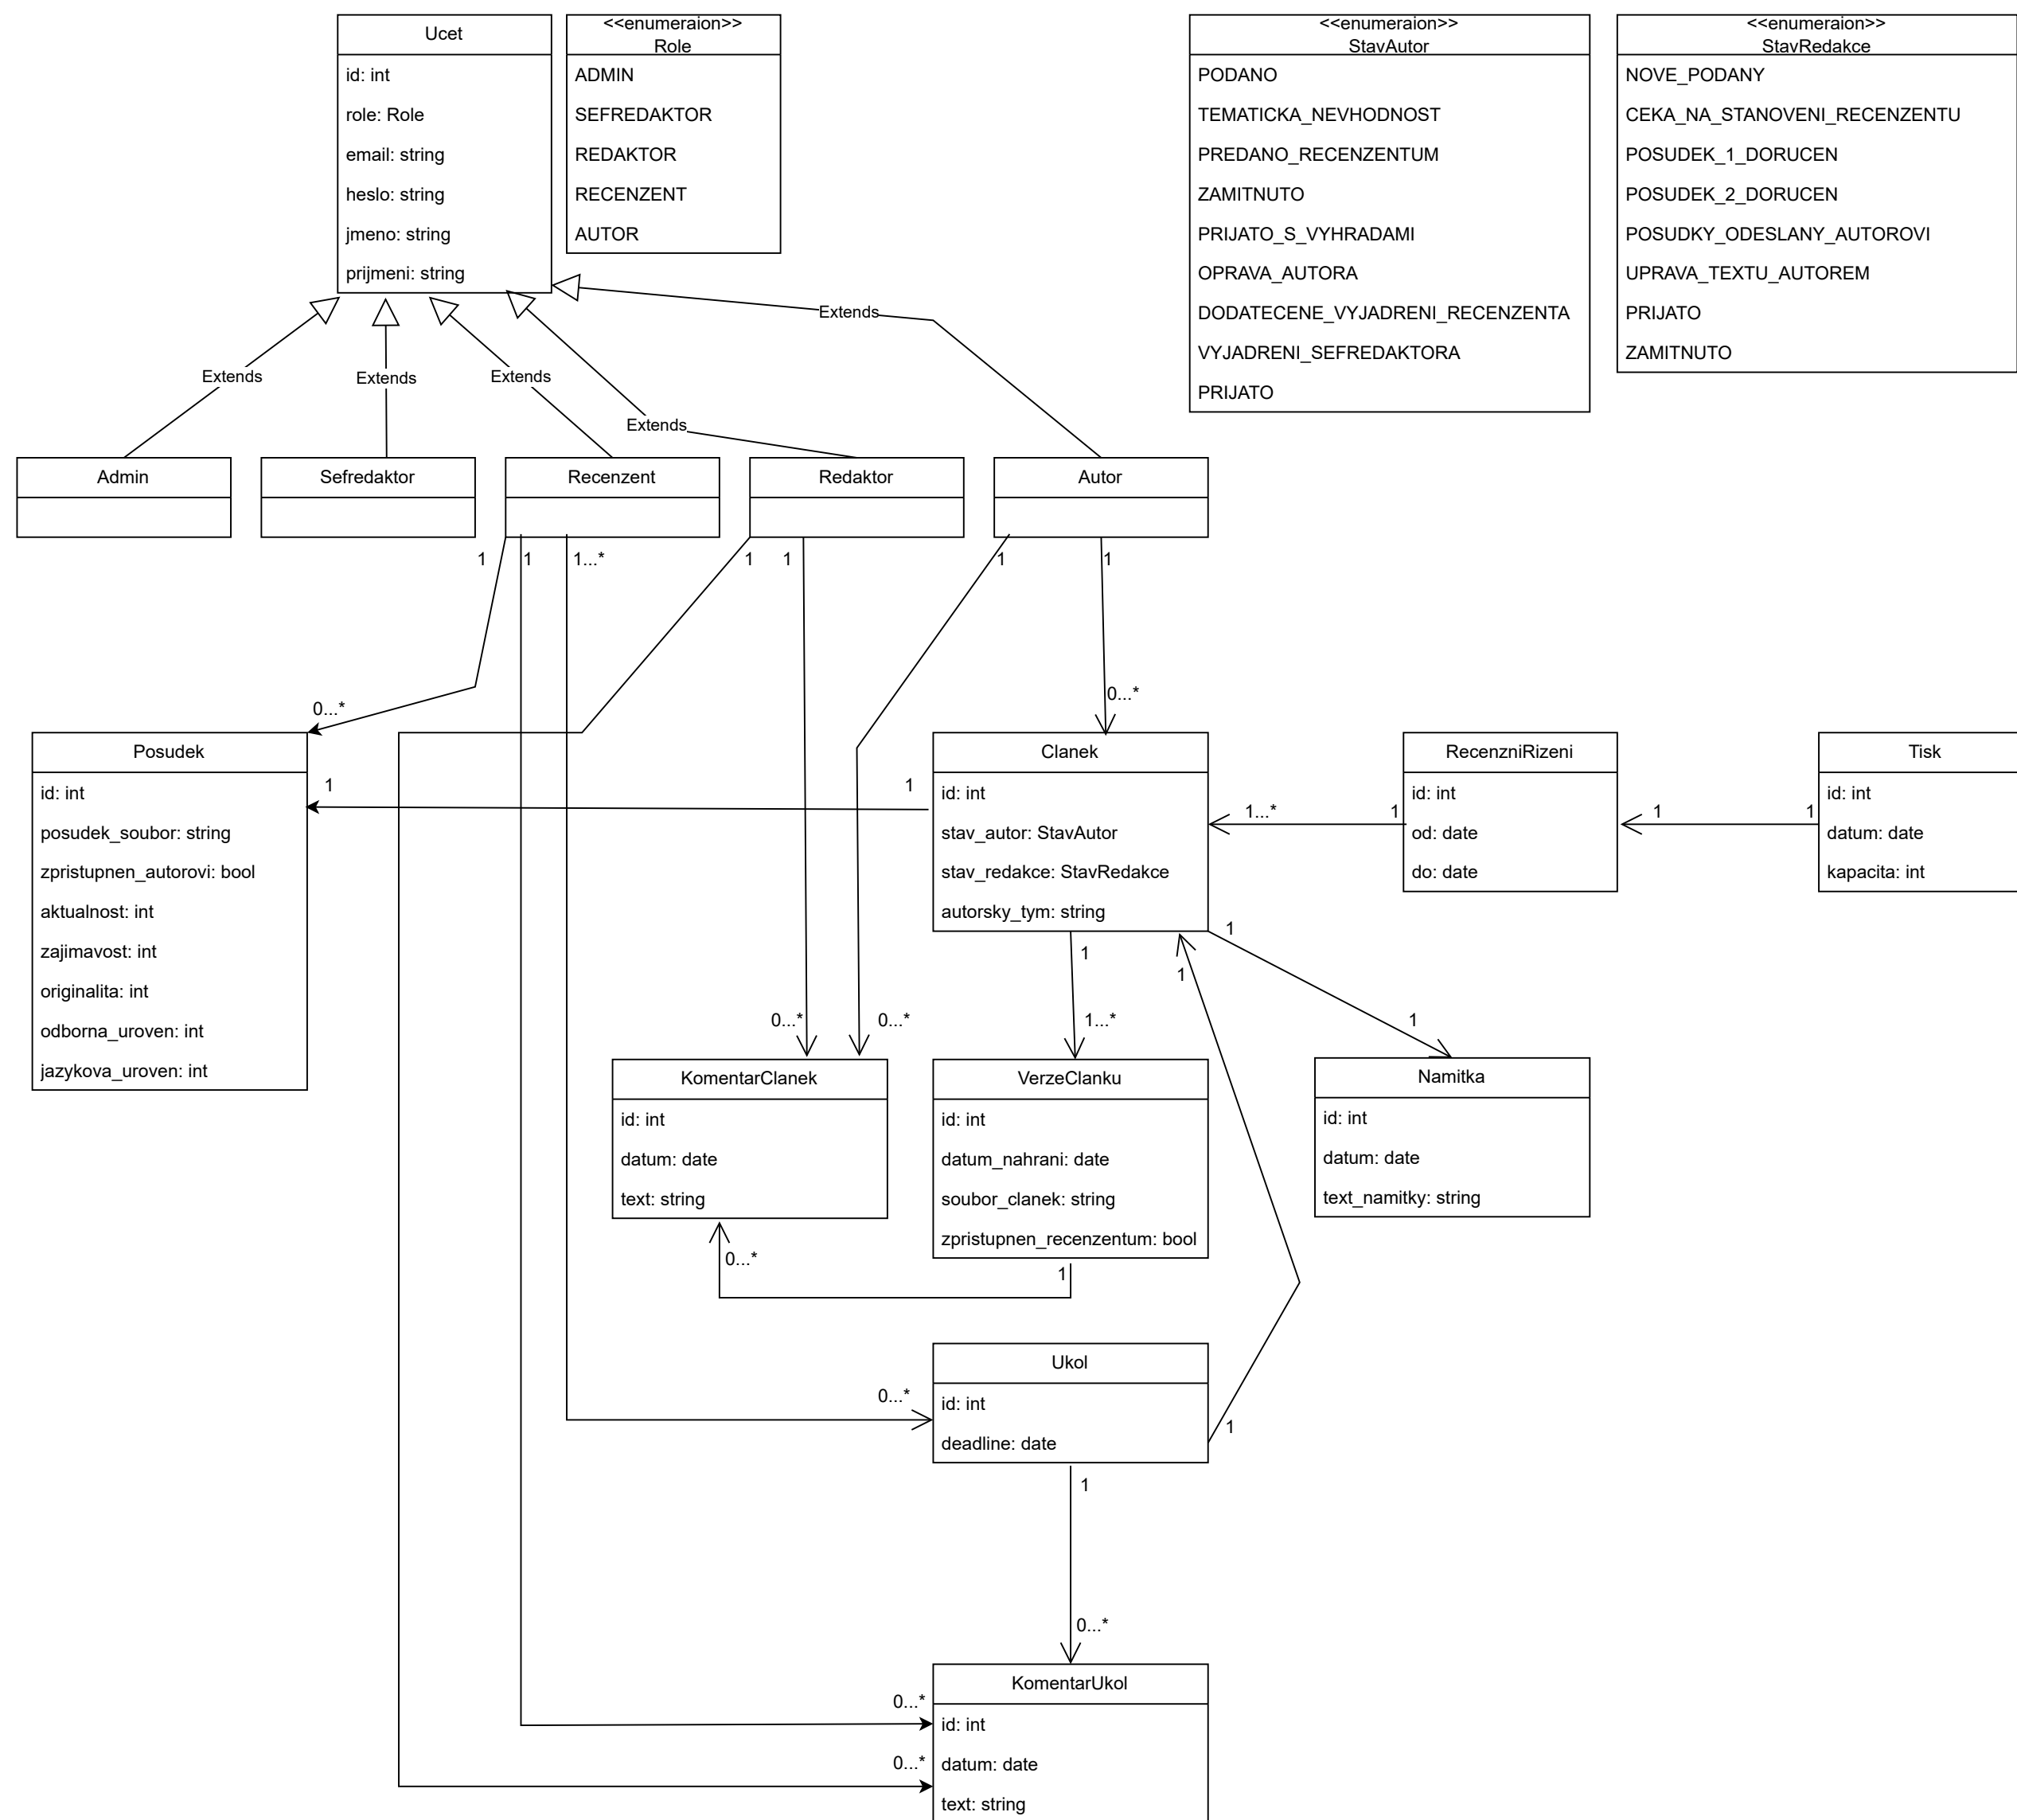 Ucet
id: int
role: Role
email: string
heslo: string
jmeno: string
prijmeni: string
<<enumeraion>>
Role
ADMIN
SEFREDAKTOR
REDAKTOR
RECENZENT
AUTOR
<<enumeraion>>
StavAutor
PODANO
TEMATICKA_NEVHODNOST
PREDANO_RECENZENTUM
ZAMITNUTO
PRIJATO_S_VYHRADAMI
OPRAVA_AUTORA
DODATECENE_VYJADRENI_RECENZENTA
VYJADRENI_SEFREDAKTORA
PRIJATO
<<enumeraion>>
StavRedakce
NOVE_PODANY
CEKA_NA_STANOVENI_RECENZENTU
POSUDEK_1_DORUCEN
POSUDEK_2_DORUCEN
POSUDKY_ODESLANY_AUTOROVI
UPRAVA_TEXTU_AUTOREM
PRIJATO
ZAMITNUTO
Extends
Extends
Extends
Extends
Extends
Admin
Sefredaktor
Recenzent
Redaktor
Autor
1
1
1...*
1
1
1
1
0...*
0...*
Posudek
id: int
posudek_soubor: string
zpristupnen_autorovi: bool
aktualnost: int
zajimavost: int
originalita: int
odborna_uroven: int
jazykova_uroven: int
1
1
Clanek
id: int
stav_autor: StavAutor
stav_redakce: StavRedakce
autorsky_tym: string
1...*
1
RecenzniRizeni
id: int
od: date
do: date
1
1
Tisk
id: int
datum: date
kapacita: int
1
1
1
0...*
0...*
1...*
1
KomentarClanek
id: int
datum: date
text: string
VerzeClanku
id: int
datum_nahrani: date
soubor_clanek: string
zpristupnen_recenzentum: bool
Namitka
id: int
datum: date
text_namitky: string
0...*
1
Ukol
id: int
deadline: date
0...*
1
1
0...*
KomentarUkol
id: int
datum: date
text: string
0...*
0...*